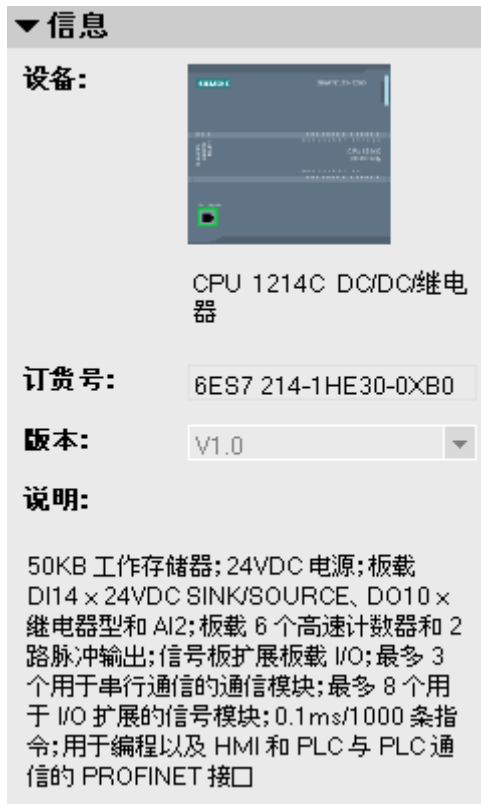 信息
设备:
SIEMENS
CPU 1214C DC/DC/继电
器
订货号: 6ES7 214-1HE30-0XB0
版本: V1.0
说明:
50KB 工作存储器; 24VDC 电源; 板载
DI14 x 24VDC SINK/SOURCE、DO10 x
继电器型和 AI2; 板载 6 个高速计数器和 2
路脉冲输出; 信号板扩展板载 I/O; 最多 3
个用于串行通信的通信模块; 最多 8 个用
于 I/O 扩展的信号模块; 0.1ms/1000 条指
令; 用于编程以及 HMI 和 PLC 与 PLC 通
信的 PROFINET 接口